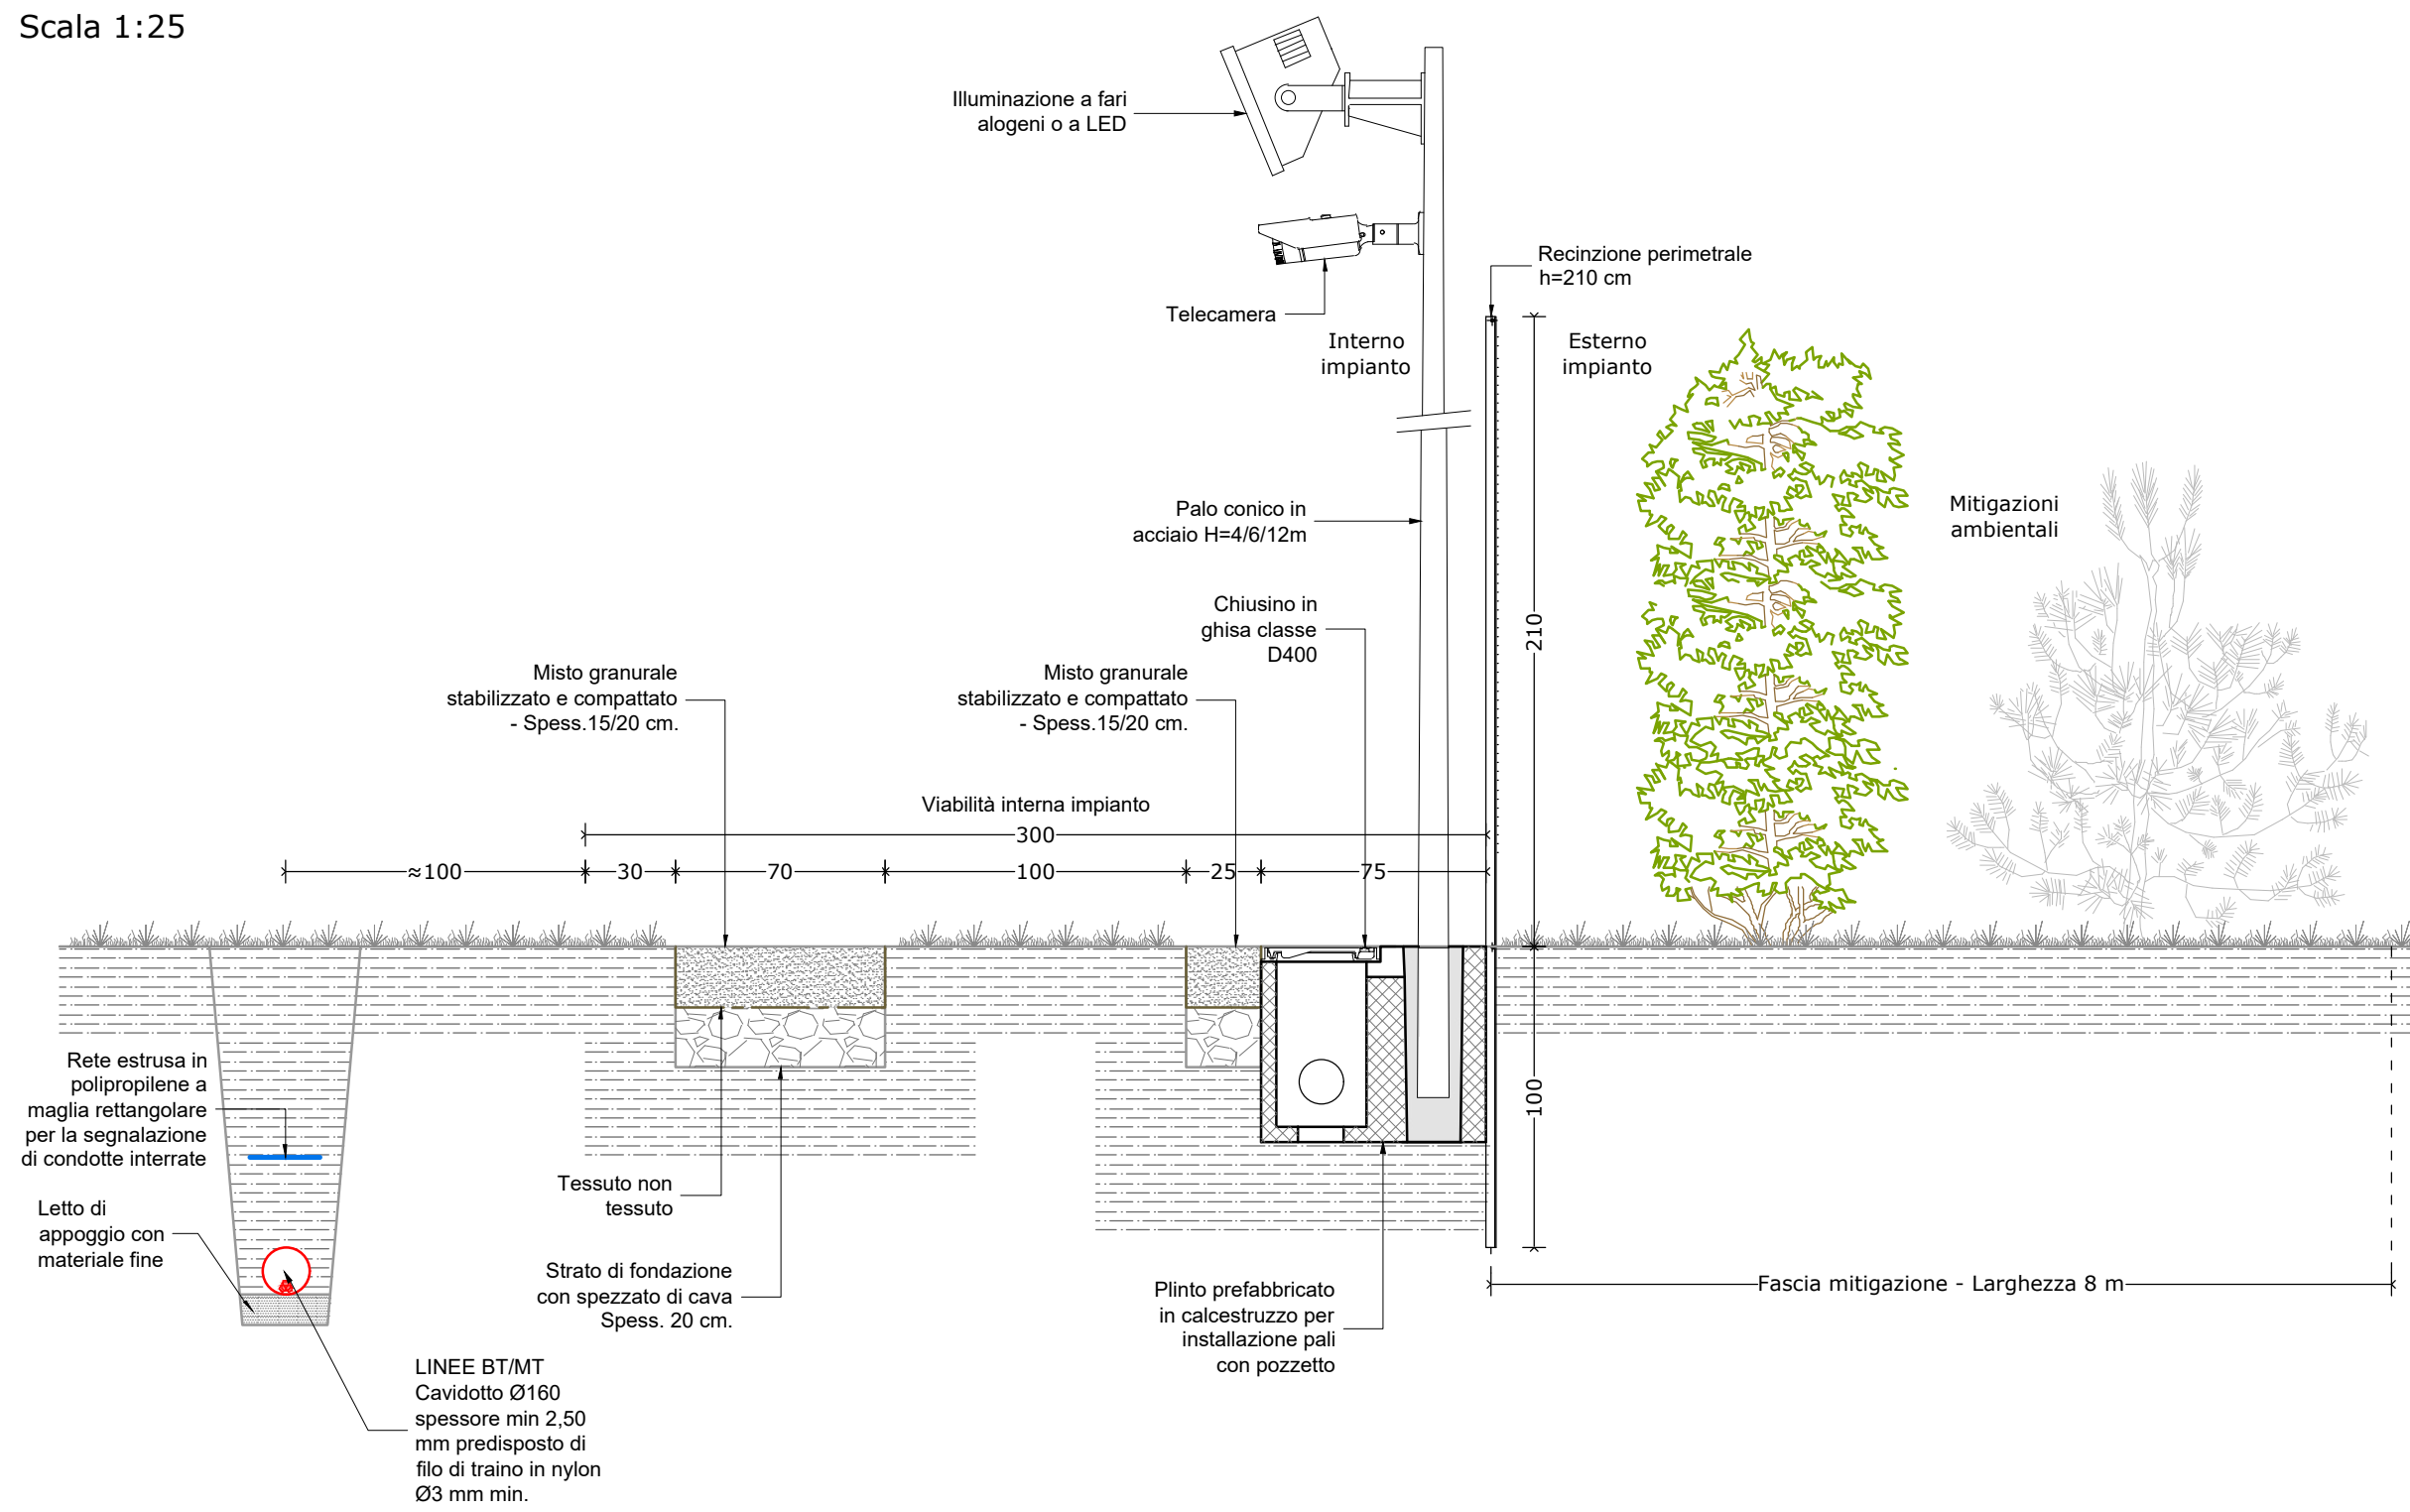 Scala 1:25
Illuminazione a fari
alogeni o a LED
Telecamera
Recinzione perimetrale
h=210 cm
Interno
impianto
Esterno
impianto
Palo conico in
acciaio H=4/6/12m
Mitigazioni
ambientali
Chiusino in
ghisa classe
D400
210
Misto granurale
stabilizzato e compattato
- Spess.15/20 cm.
Misto granurale
stabilizzato e compattato
- Spess.15/20 cm.
Viabilità interna impianto
300
≈100
30
70
100
25
75
100
Rete estrusa in
polipropilene a
maglia rettangolare
per la segnalazione
di condotte interrate
Letto di
appoggio con
materiale fine
Tessuto non
tessuto
Strato di fondazione
con spezzato di cava
Spess. 20 cm.
Plinto prefabbricato
in calcestruzzo per
installazione pali
con pozzetto
Fascia mitigazione - Larghezza 8 m
LINEE BT/MT
Cavidotto Ø160
spessore min 2,50
mm predisposto di
filo di traino in nylon
Ø3 mm min.